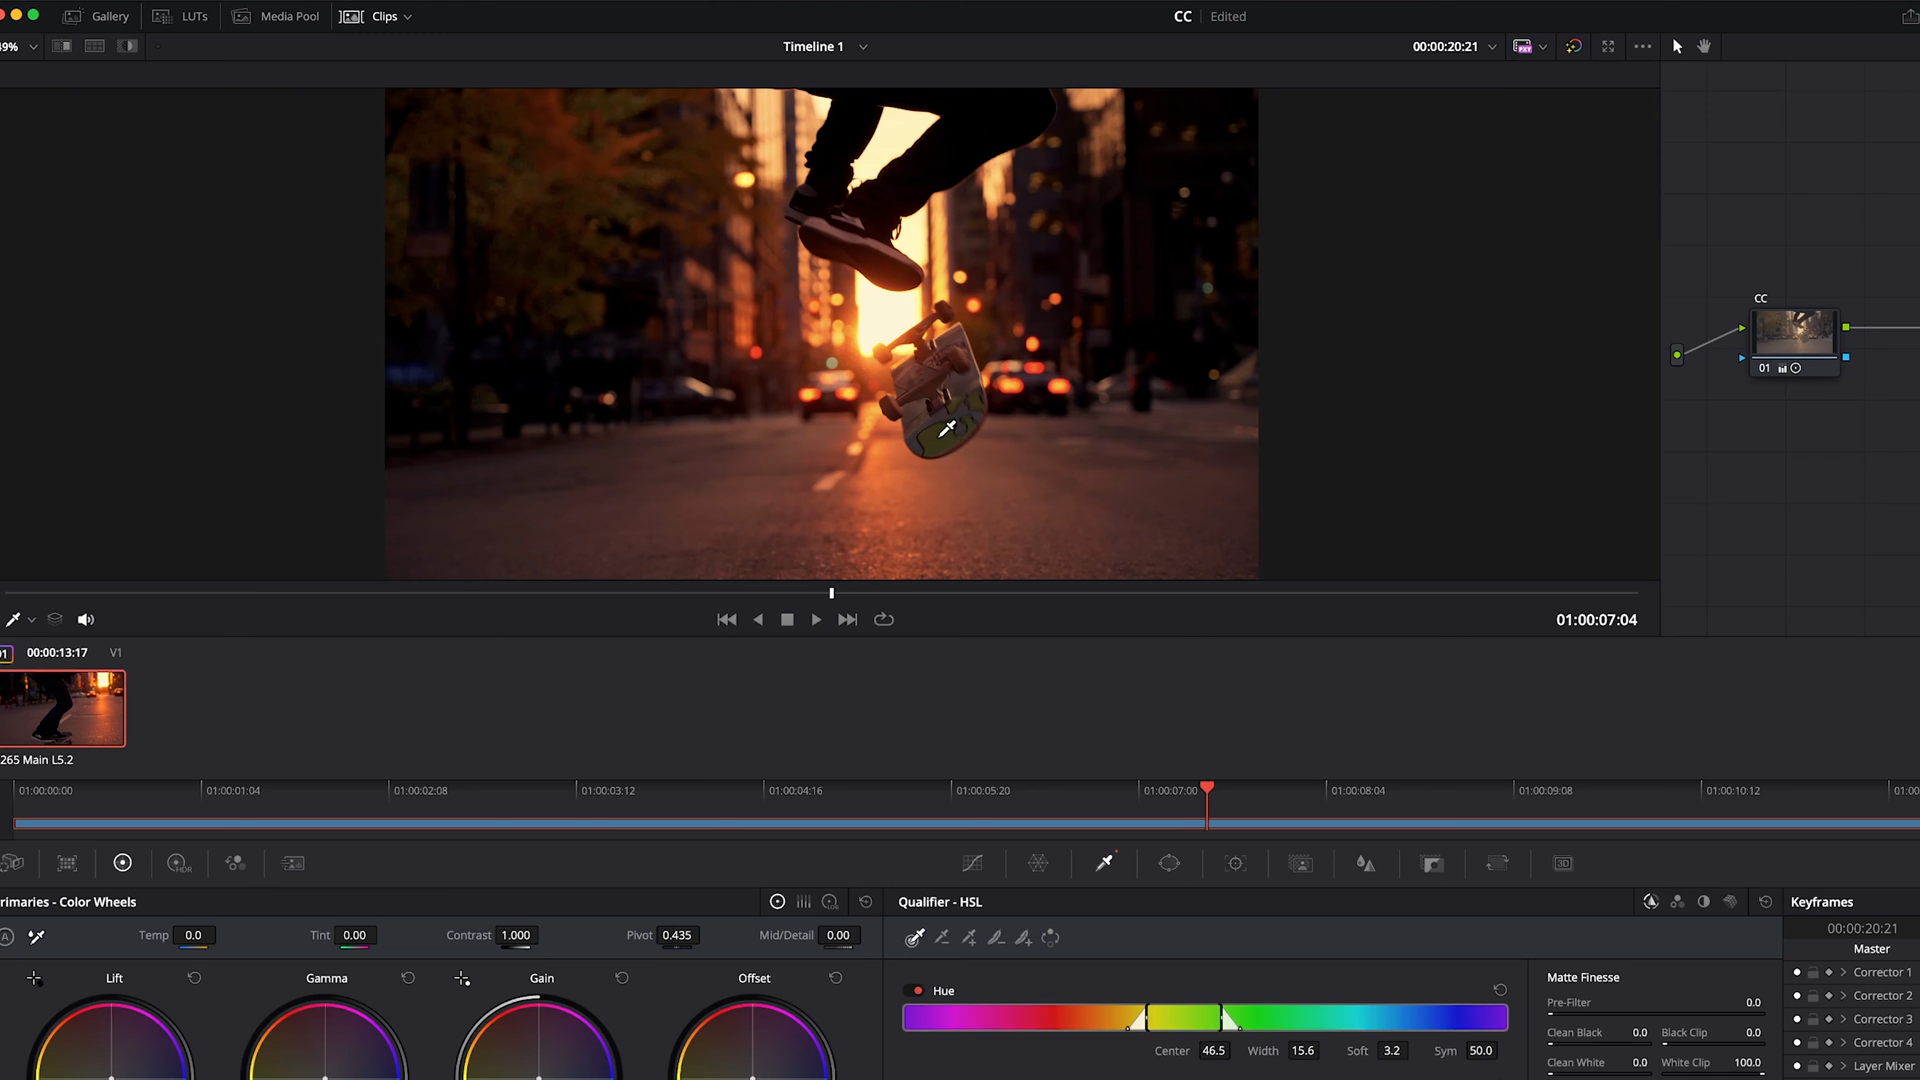 Gallery LUTs Media Pool Clips CC Edited
49% Timeline 1 00:00:20:21
CC
01
01:00:07:04
01 00:00:13:17 V1
265 Main L5.2
01:00:00:00 01:00:01:04 01:00:02:08 01:00:03:12 01:00:04:16 01:00:05:20 01:00:07:00 01:00:08:04 01:00:09:08 01:00:10:12 01:00
HDR 3D
rimaries - Color Wheels LOG Qualifier - HSL Keyframes
00:00:20:21
A Temp 0.0 Tint 0.00 Contrast 1.000 Pivot 0.435 Mid/Detail 0.00
Master
Lift Gamma Gain Offset Matte Finesse Corrector 1
Hue Pre-Filter 0.0 Corrector 2
Corrector 3
Clean Black 0.0 Black Clip 0.0
Corrector 4
Center 46.5 Width 15.6 Soft 3.2 Sym 50.0
Clean White 0.0 White Clip 100.0 Layer Mixer